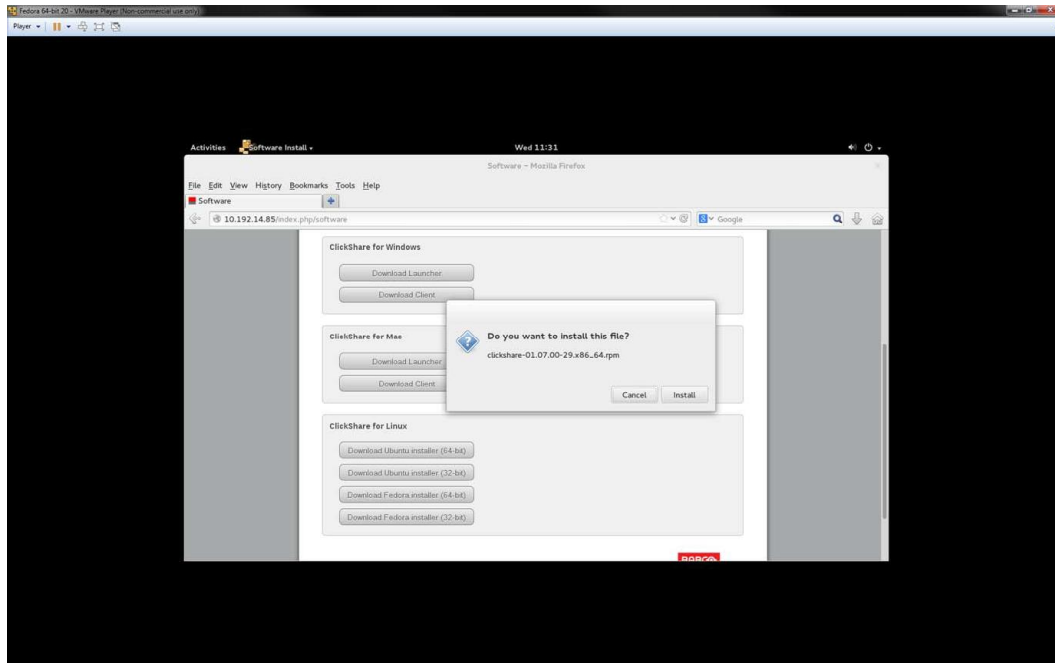 Fedora 64-bit 20 - VMware Player (Non-commercial use only)
Player
Activities Software Install Wed 11:31
Software - Mozilla Firefox
File Edit View History Bookmarks Tools Help
Software
10.192.14.85/index.php/software Google
ClickShare for Windows
Download Launcher
Download Client
Do you want to install this file?
clickshare-01.07.00-29.x86_64.rpm
Cancel Install
ClickShare for Mac
Download Launcher
Download Client
ClickShare for Linux
Download Ubuntu installer (64-bit)
Download Ubuntu installer (32-bit)
Download Fedora installer (64-bit)
Download Fedora installer (32-bit)
BARCO